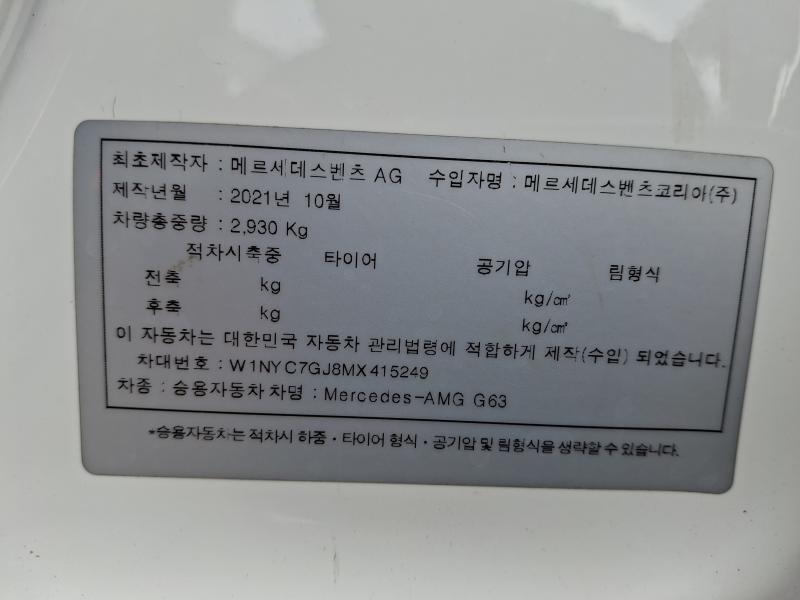 최초제작자 : 메르세데스벤츠 AG 수입자명 : 메르세데스벤츠코리아(주)
제작년월 : 2021년 10월
차량총중량 : 2,930 Kg
적차시축중 타이어 공기압 림형식
전축 kg kg/㎠
후축 kg kg/㎠
이 자동차는 대한민국 자동차 관리법령에 적합하게 제작(수입) 되었습니다.
차대번호 : W1NYC7GJ8MX415249
차종 : 승용자동차 차명 : Mercedes-AMG G63
*승용자동차는 적차시 하중·타이어 형식·공기압 및 림형식을 생략할 수 있습니다.